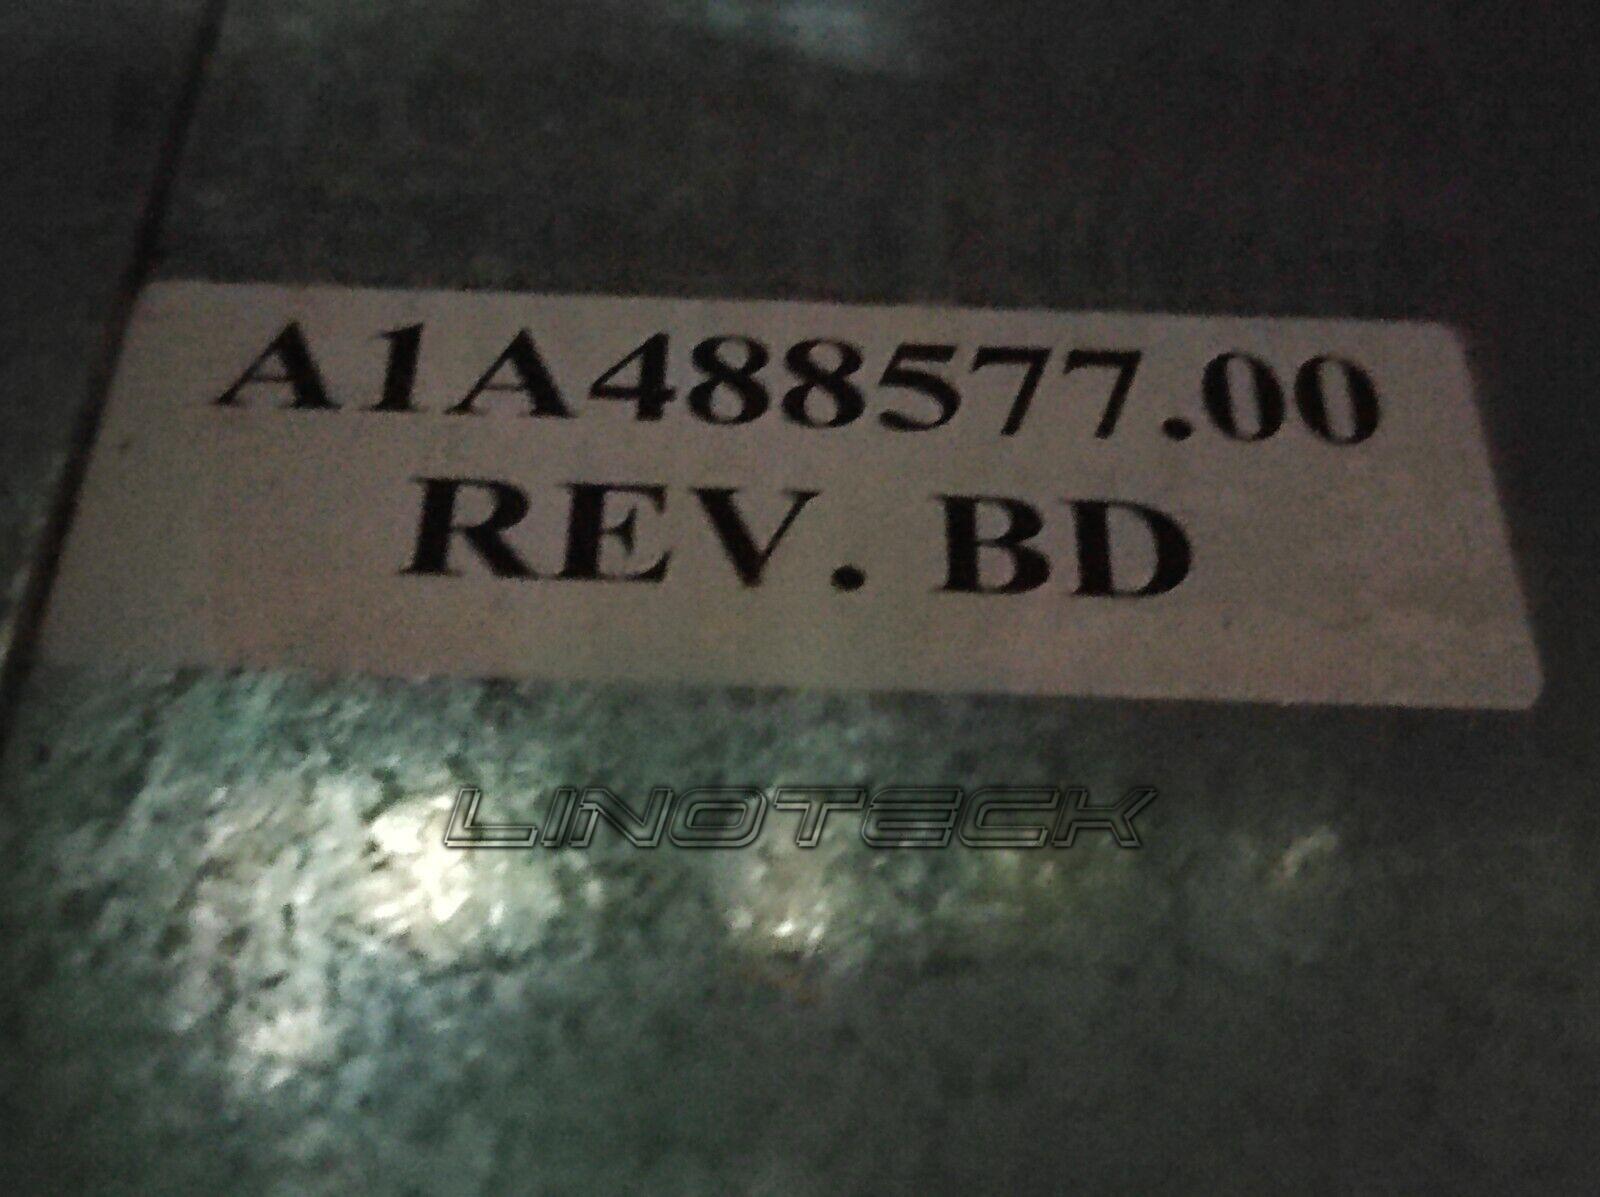 A1A488577.00
REV. BD
LINOTECK